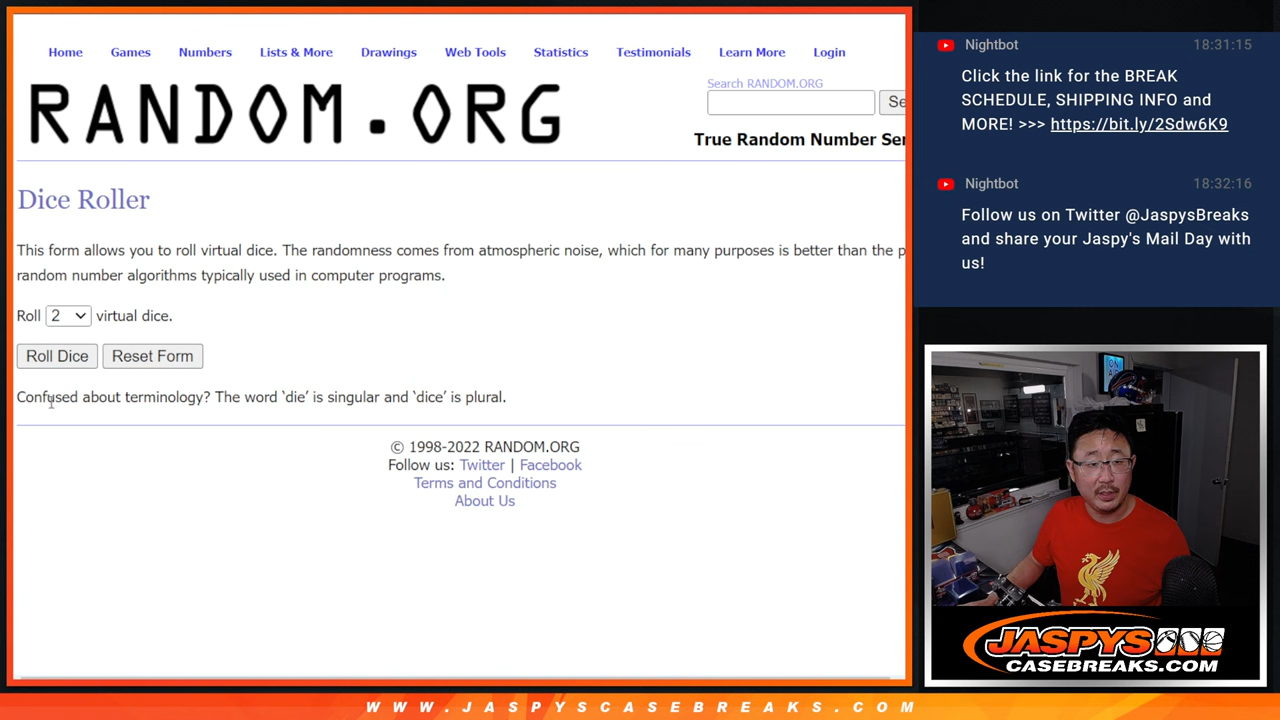 Home Games Numbers Lists & More Drawings Web Tools Statistics Testimonials Learn More Login
RANDOM.ORG
Search RANDOM.ORG
Se
True Random Number Ser
Dice Roller
This form allows you to roll virtual dice. The randomness comes from atmospheric noise, which for many purposes is better than the p
random number algorithms typically used in computer programs.
Roll 2 virtual dice.
Roll Dice Reset Form
Confused about terminology? The word ‘die’ is singular and ‘dice’ is plural.
© 1998-2022 RANDOM.ORG
Follow us: Twitter | Facebook
Terms and Conditions
About Us
Nightbot 18:31:15
Click the link for the BREAK
SCHEDULE, SHIPPING INFO and
MORE! >>> https://bit.ly/2Sdw6K9
Nightbot 18:32:16
Follow us on Twitter @JaspysBreaks
and share your Jaspy's Mail Day with
us!
ON
JASPYS
CASEBREAKS.COM
WWW.JASPYSCASEBREAKS.COM